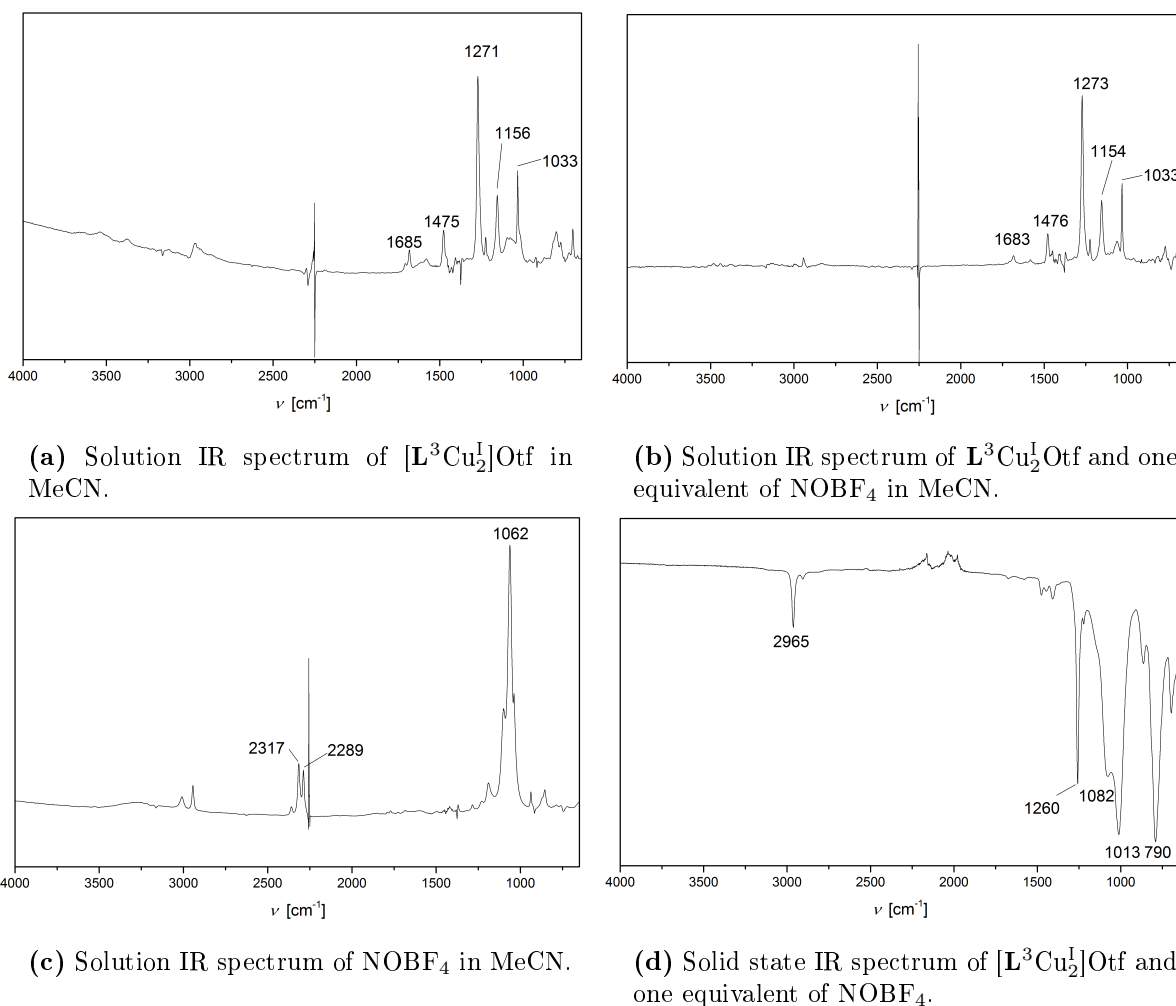 1271
1156
1033
1475
1685
4000 3500 3000 2500 2000 1500 1000
ν [cm⁻¹]
(a) Solution IR spectrum of [L³Cu₂ᴵ]Otf in
MeCN.
1273
1154
1033
1476
1683
4000 3500 3000 2500 2000 1500 1000
ν [cm⁻¹]
(b) Solution IR spectrum of L³Cu₂ᴵOtf and one
equivalent of NOBF₄ in MeCN.
1062
2317 2289
4000 3500 3000 2500 2000 1500 1000
ν [cm⁻¹]
(c) Solution IR spectrum of NOBF₄ in MeCN.
2965
1260 1082
1013 790
4000 3500 3000 2500 2000 1500 1000
ν [cm⁻¹]
(d) Solid state IR spectrum of [L³Cu₂ᴵ]Otf and
one equivalent of NOBF₄.